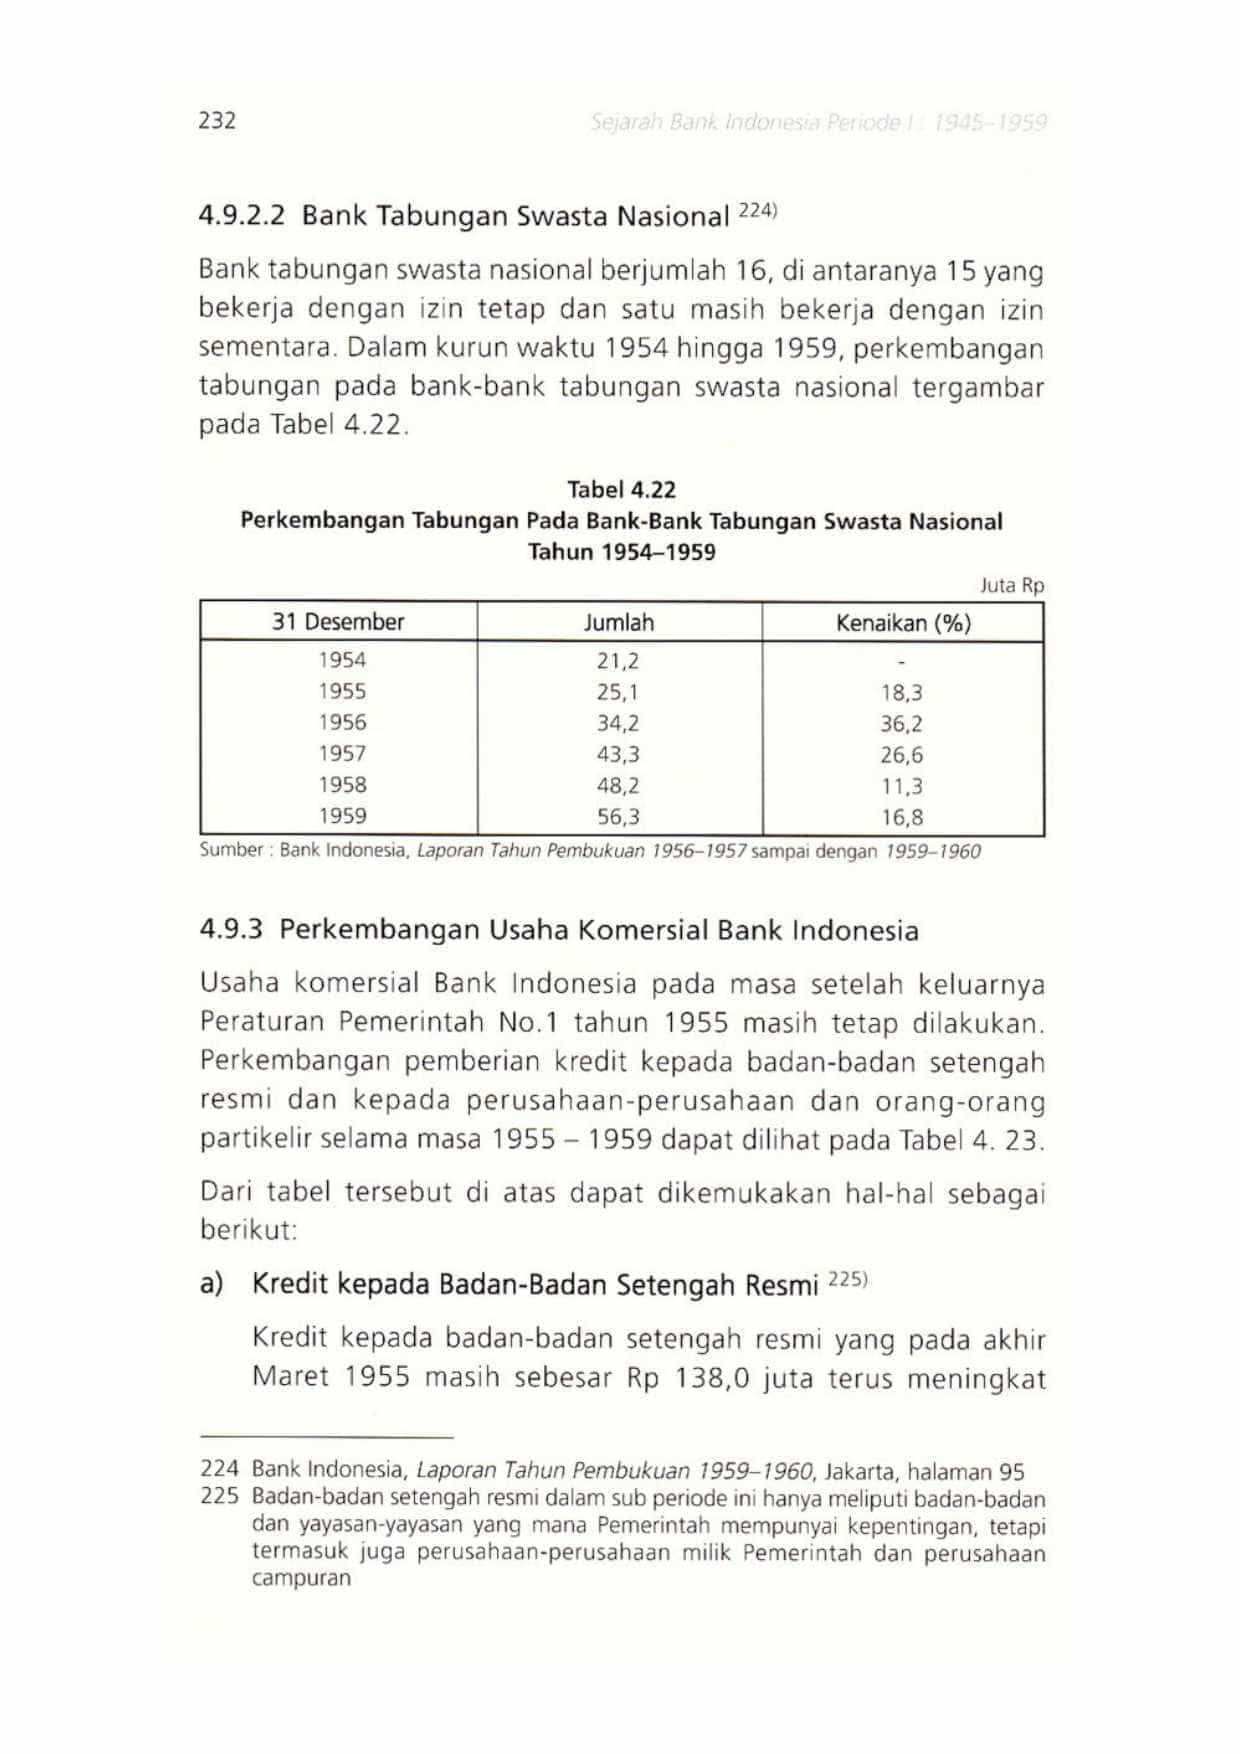 232
Sejarah Bank Indonesia Periode I : 1945–1959
4.9.2.2 Bank Tabungan Swasta Nasional 224)
Bank tabungan swasta nasional berjumlah 16, di antaranya 15 yang
bekerja dengan izin tetap dan satu masih bekerja dengan izin
sementara. Dalam kurun waktu 1954 hingga 1959, perkembangan
tabungan pada bank-bank tabungan swasta nasional tergambar
pada Tabel 4.22.
Tabel 4.22
Perkembangan Tabungan Pada Bank-Bank Tabungan Swasta Nasional
Tahun 1954–1959
Juta Rp
31 Desember Jumlah Kenaikan (%)
1954 21,2 -
1955 25,1 18,3
1956 34,2 36,2
1957 43,3 26,6
1958 48,2 11,3
1959 56,3 16,8
Sumber : Bank Indonesia, Laporan Tahun Pembukuan 1956–1957 sampai dengan 1959–1960
4.9.3 Perkembangan Usaha Komersial Bank Indonesia
Usaha komersial Bank Indonesia pada masa setelah keluarnya
Peraturan Pemerintah No.1 tahun 1955 masih tetap dilakukan.
Perkembangan pemberian kredit kepada badan-badan setengah
resmi dan kepada perusahaan-perusahaan dan orang-orang
partikelir selama masa 1955 – 1959 dapat dilihat pada Tabel 4. 23.
Dari tabel tersebut di atas dapat dikemukakan hal-hal sebagai
berikut:
a) Kredit kepada Badan-Badan Setengah Resmi 225)
Kredit kepada badan-badan setengah resmi yang pada akhir
Maret 1955 masih sebesar Rp 138,0 juta terus meningkat
224 Bank Indonesia, Laporan Tahun Pembukuan 1959–1960, Jakarta, halaman 95
225 Badan-badan setengah resmi dalam sub periode ini hanya meliputi badan-badan
dan yayasan-yayasan yang mana Pemerintah mempunyai kepentingan, tetapi
termasuk juga perusahaan-perusahaan milik Pemerintah dan perusahaan
campuran